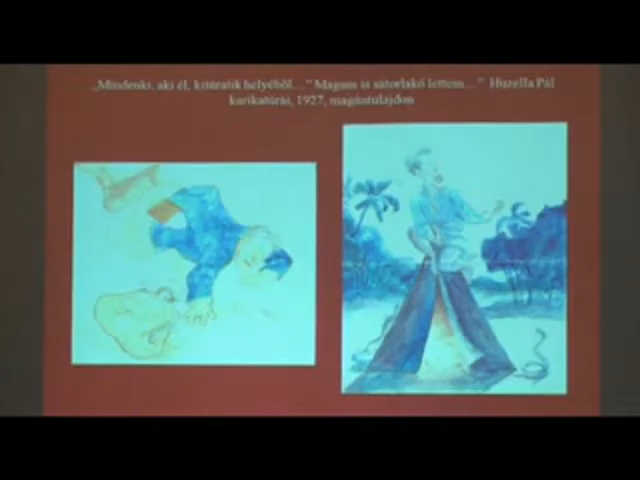 „Mindenki, aki él, kitúratik helyéből…” Magam is sátorlakó lettem…” Huzella Pál
karikatúrái, 1927, magántulajdon